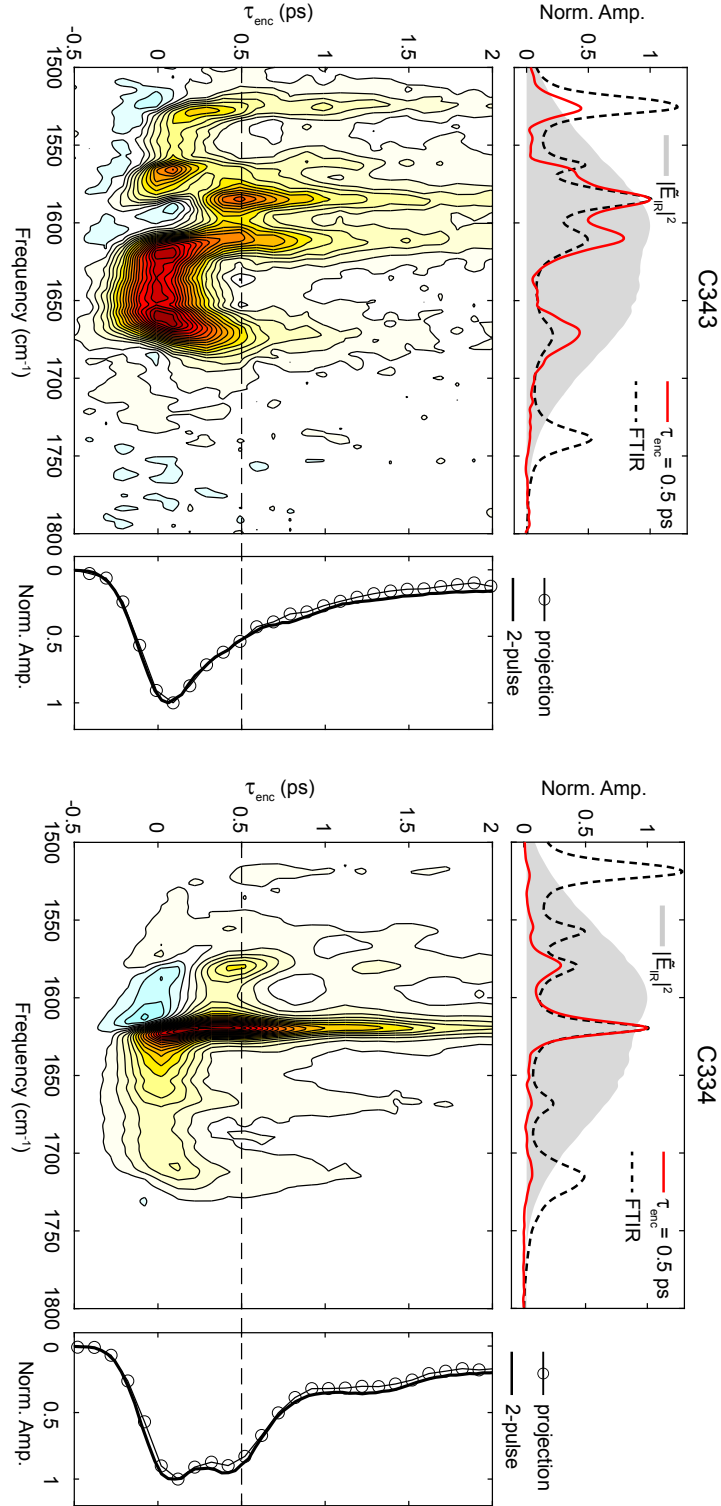 C343
Norm. Amp.
1
0.5
0
|Ẽ_IR|²
τ_enc = 0.5 ps
FTIR
τ_enc (ps)
2
1.5
1
0.5
0
-0.5
1500
1550
1600
1650
1700
1750
1800
Frequency (cm⁻¹)
projection
2-pulse
0
0.5
1
Norm. Amp.
C334
Norm. Amp.
1
0.5
0
|Ẽ_IR|²
τ_enc = 0.5 ps
FTIR
τ_enc (ps)
2
1.5
1
0.5
0
-0.5
1500
1550
1600
1650
1700
1750
1800
Frequency (cm⁻¹)
projection
2-pulse
0
0.5
1
Norm. Amp.